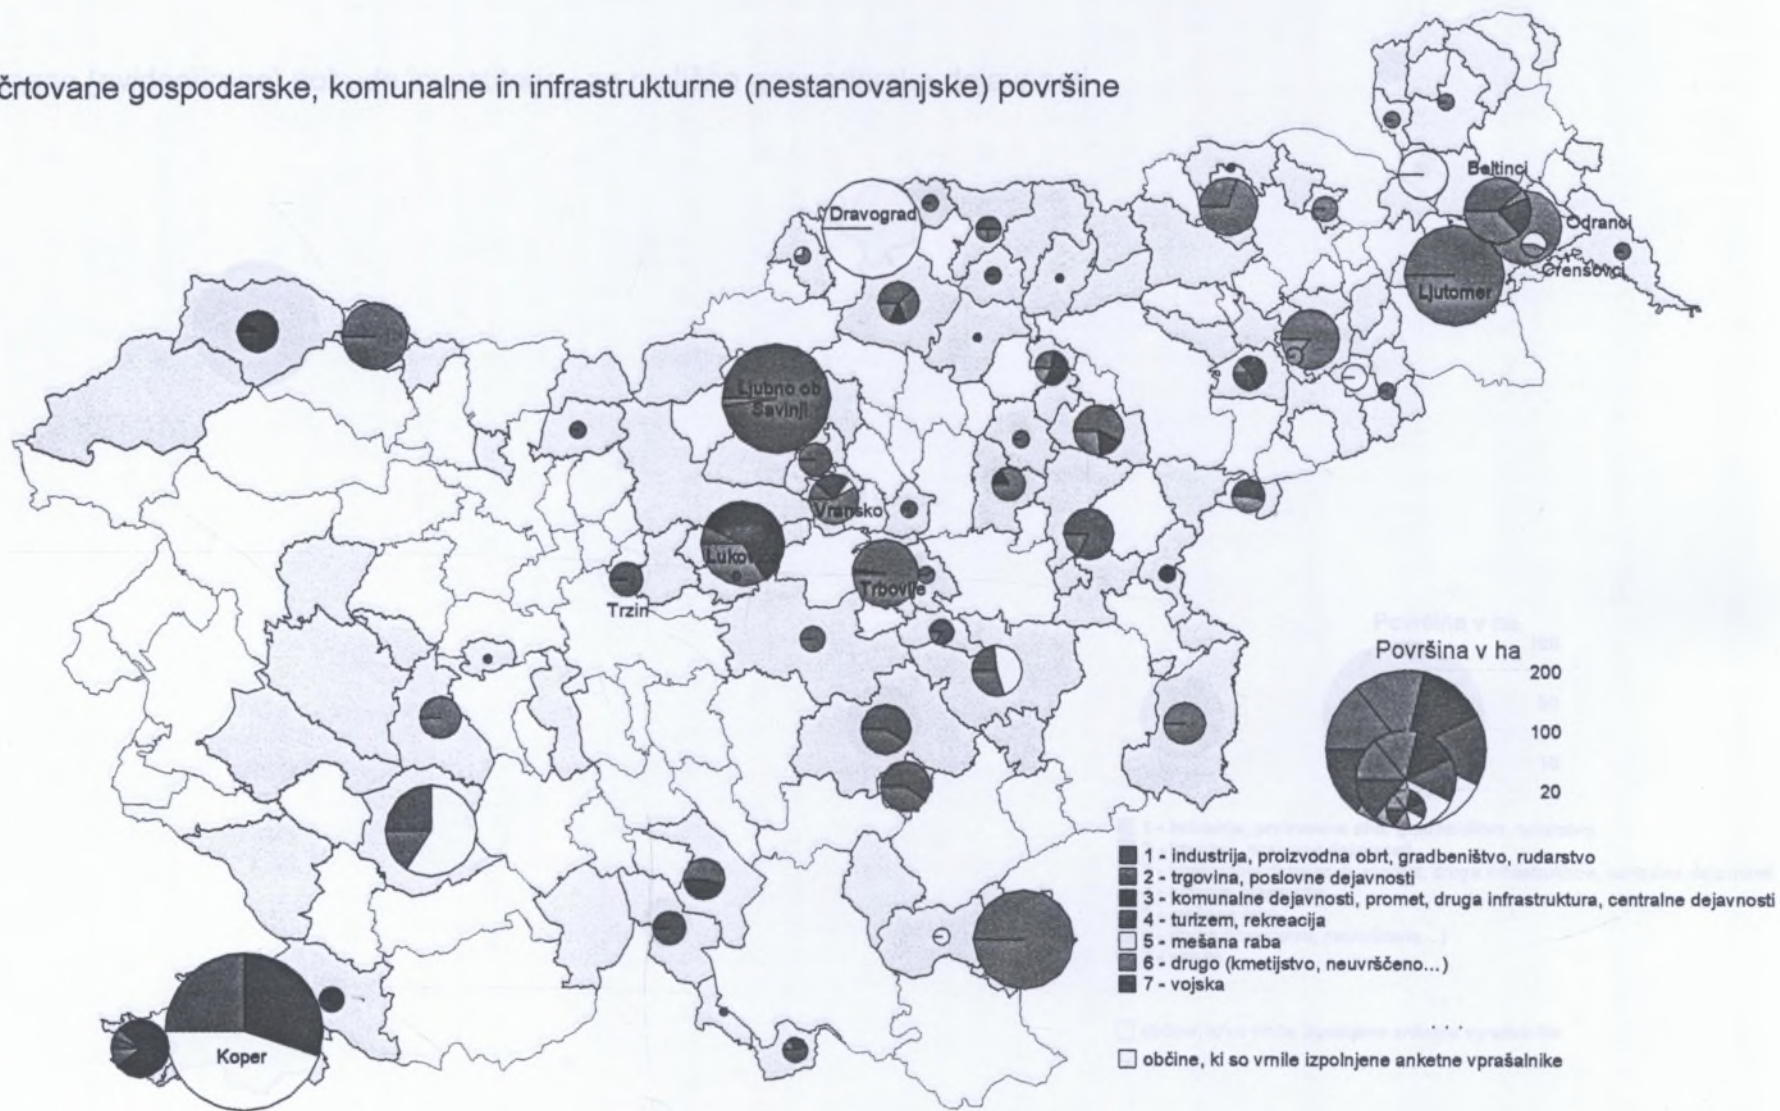 črtovane gospodarske, komunalne in infrastrukturne (nestanovanjske) površine
Beltinci
Dravograd
Odranci
Črenšovci
Ljutomer
Ljubno ob
Savinji
Vransko
Trbovlje
Trzin
Koper
Površina v ha
200
100
20
1 - industrija, proizvodna obrt, gradbeništvo, rudarstvo
2 - trgovina, poslovne dejavnosti
3 - komunalne dejavnosti, promet, druga infrastruktura, centralne dejavnosti
4 - turizem, rekreacija
5 - mešana raba
6 - drugo (kmetijstvo, neuvrščeno...)
7 - vojska
občine, ki so vrnile izpolnjene anketne vprašalnike